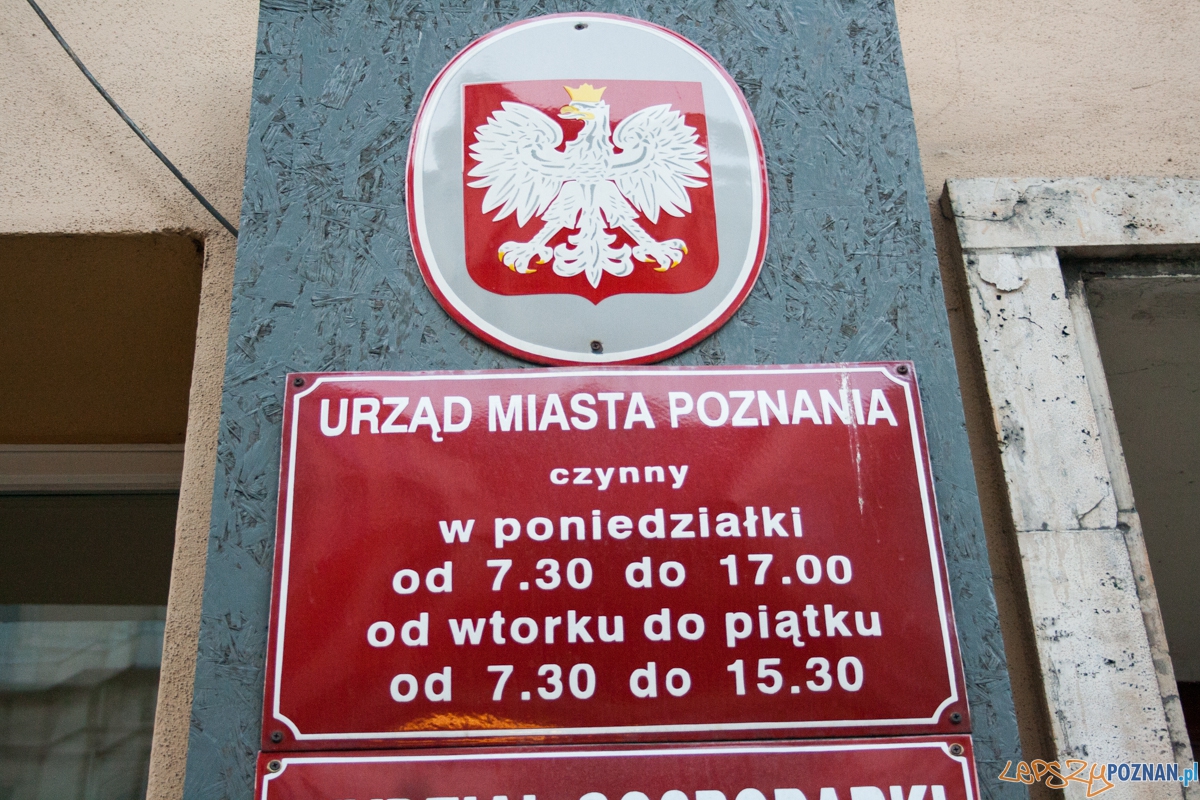 URZĄD MIASTA POZNANIA
czynny
w poniedziałki
od 7.30 do 17.00
od wtorku do piątku
od 7.30 do 15.30
GOSPODARKI
LEPSZYPOZNAN.pl